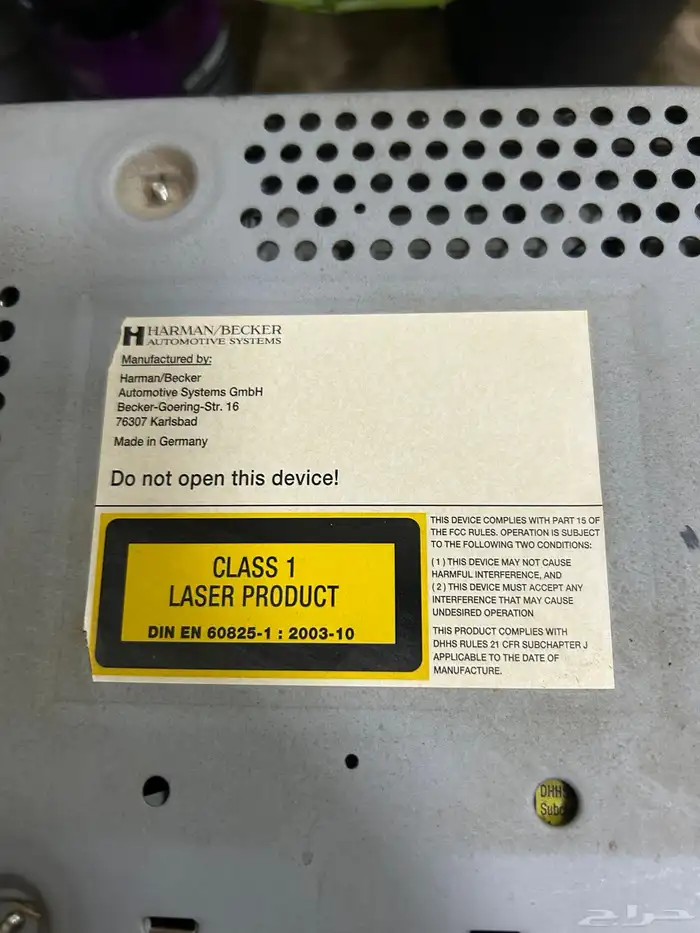 HARMAN/BECKER
AUTOMOTIVE SYSTEMS
Manufactured by:
Harman/Becker
Automotive Systems GmbH
Becker-Goering-Str. 16
76307 Karlsbad
Made in Germany
Do not open this device!
CLASS 1
LASER PRODUCT
DIN EN 60825-1 : 2003-10
THIS DEVICE COMPLIES WITH PART 15 OF
THE FCC RULES. OPERATION IS SUBJECT
TO THE FOLLOWING TWO CONDITIONS:
(1) THIS DEVICE MAY NOT CAUSE
HARMFUL INTERFERENCE, AND
(2) THIS DEVICE MUST ACCEPT ANY
INTERFERENCE THAT MAY CAUSE
UNDESIRED OPERATION
THIS PRODUCT COMPLIES WITH
DHHS RULES 21 CFR SUBCHAPTER J
APPLICABLE TO THE DATE OF
MANUFACTURE.
DHHS
حراج